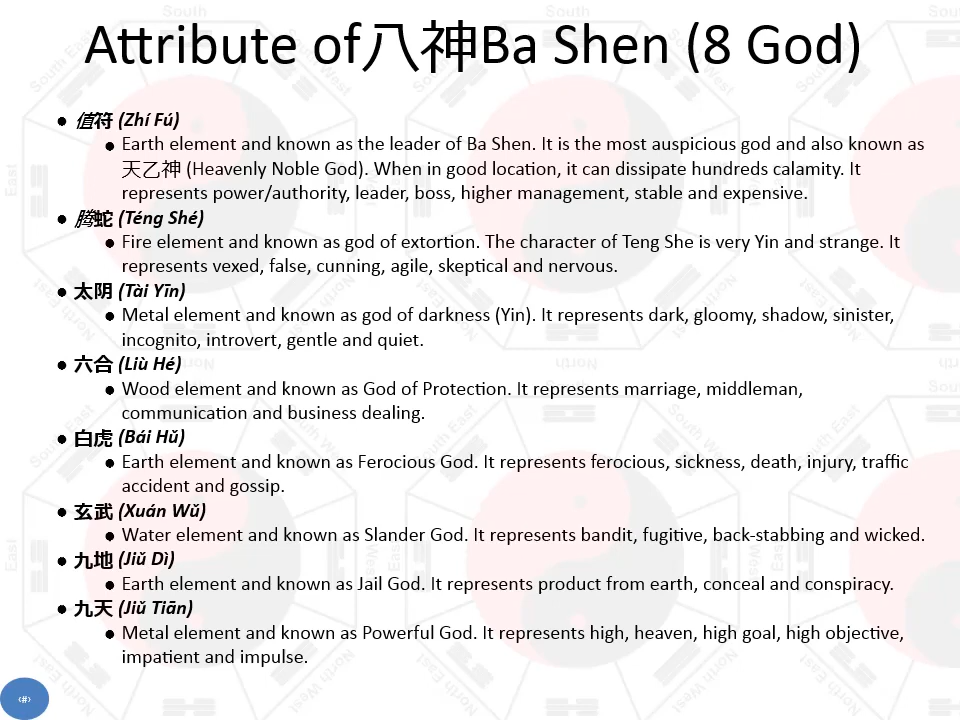 Attribute of八神Ba Shen (8 God)
• 值符 (Zhí Fú)
• Earth element and known as the leader of Ba Shen. It is the most auspicious god and also known as
天乙神 (Heavenly Noble God). When in good location, it can dissipate hundreds calamity. It
represents power/authority, leader, boss, higher management, stable and expensive.
• 腾蛇 (Téng Shé)
• Fire element and known as god of extortion. The character of Teng She is very Yin and strange. It
represents vexed, false, cunning, agile, skeptical and nervous.
• 太阴 (Tài Yīn)
• Metal element and known as god of darkness (Yin). It represents dark, gloomy, shadow, sinister,
incognito, introvert, gentle and quiet.
• 六合 (Liù Hé)
• Wood element and known as God of Protection. It represents marriage, middleman,
communication and business dealing.
• 白虎 (Bái Hǔ)
• Earth element and known as Ferocious God. It represents ferocious, sickness, death, injury, traffic
accident and gossip.
• 玄武 (Xuán Wǔ)
• Water element and known as Slander God. It represents bandit, fugitive, back-stabbing and wicked.
• 九地 (Jiǔ Dì)
• Earth element and known as Jail God. It represents product from earth, conceal and conspiracy.
• 九天 (Jiǔ Tiān)
• Metal element and known as Powerful God. It represents high, heaven, high goal, high objective,
impatient and impulse.
‹#›